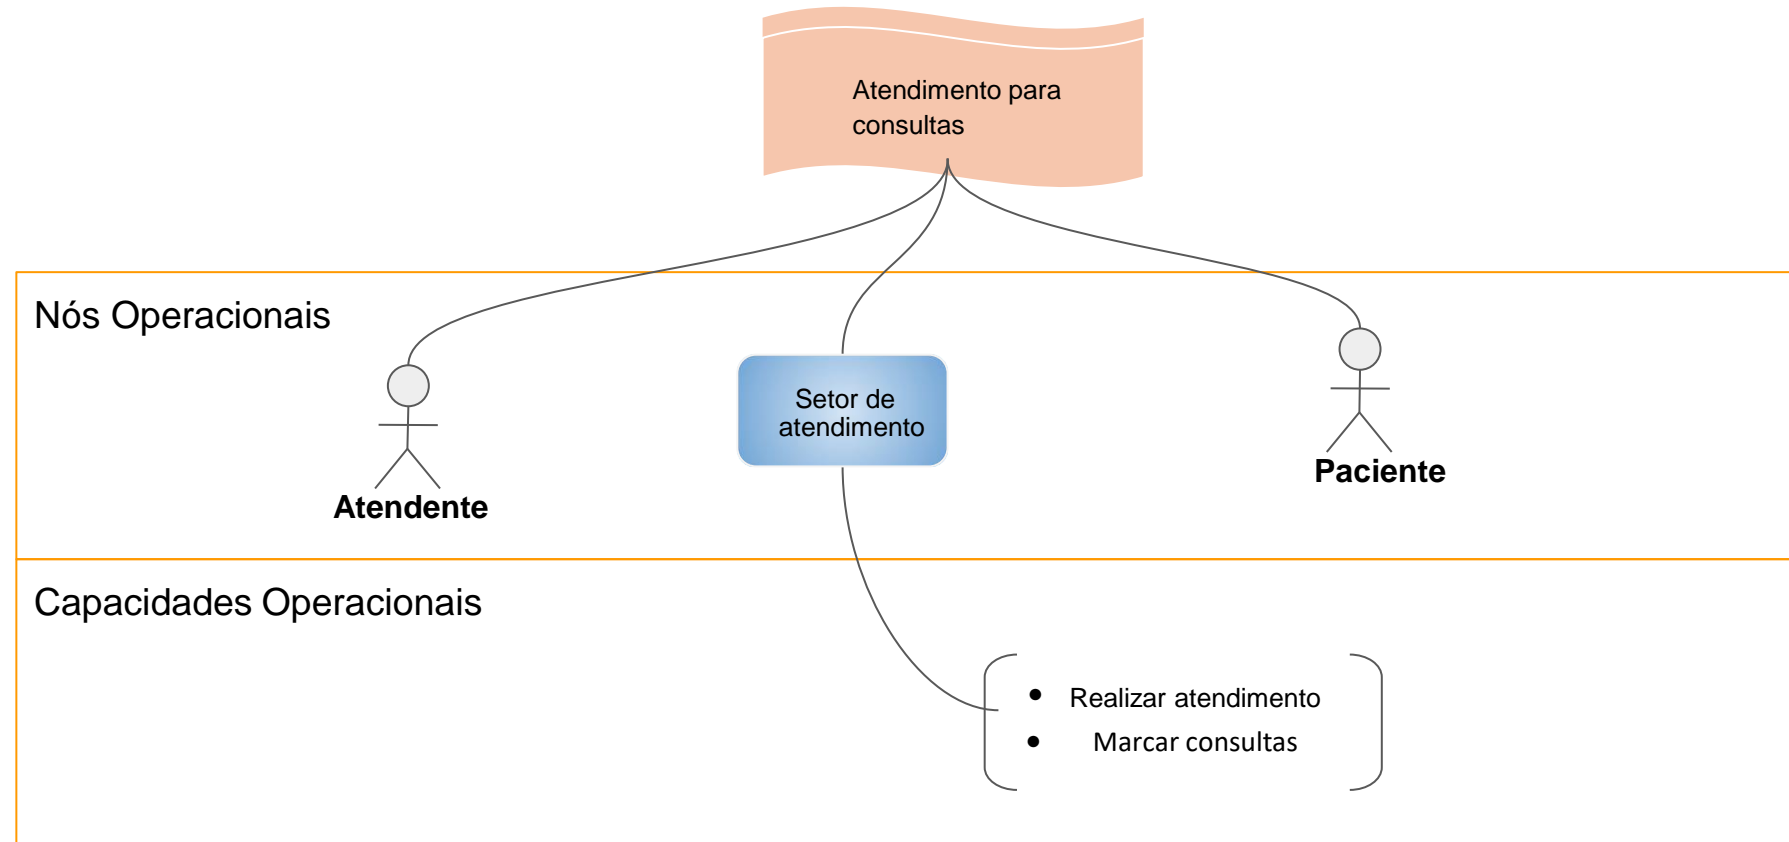 Atendimento para
consultas
Nós Operacionais
Setor de
atendimento
Atendente
Paciente
Capacidades Operacionais
• Realizar atendimento
• Marcar consultas